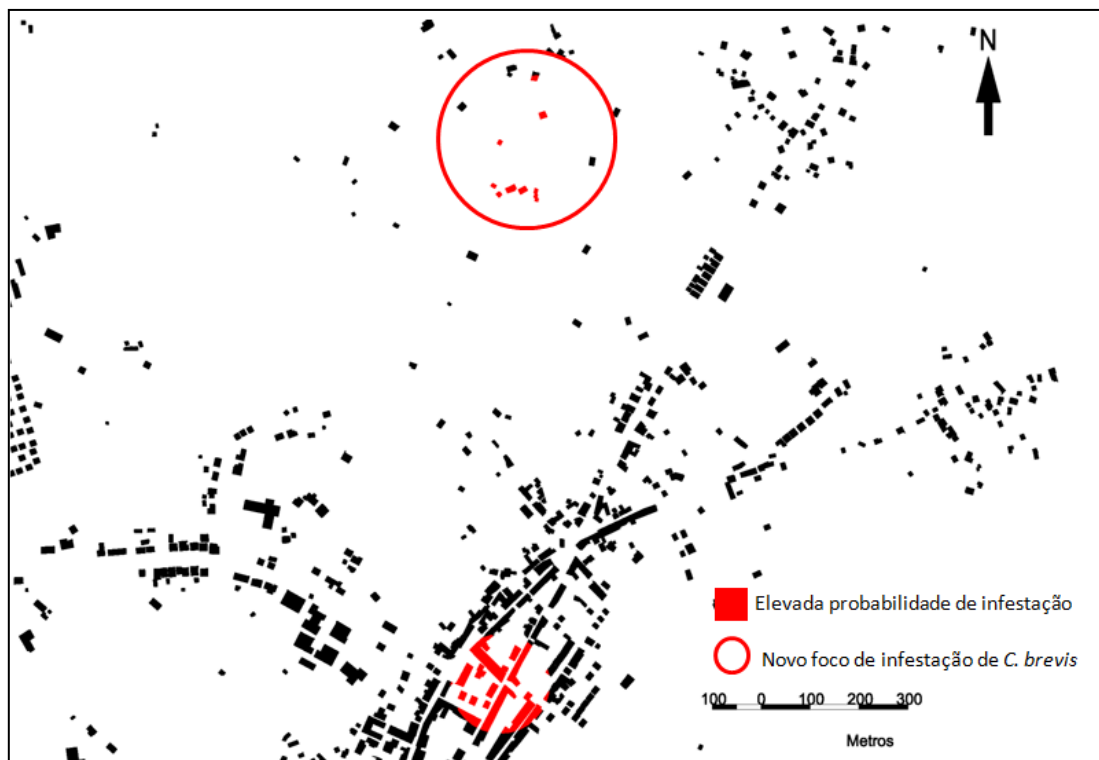 N
Elevada probabilidade de infestação
Novo foco de infestação de C. brevis
100 0 100 200 300
Metros